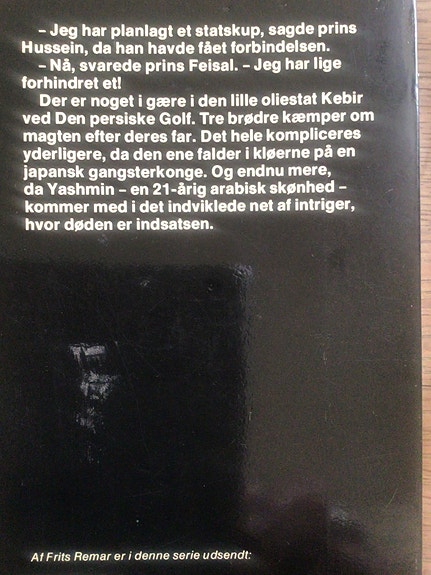 – Jeg har planlagt et statskup, sagde prins
Hussein, da han havde fået forbindelsen.
– Nå, svarede prins Feisal. – Jeg har lige
forhindret et!
Der er noget i gære i den lille oliestat Kebir
ved Den persiske Golf. Tre brødre kæmper om
magten efter deres far. Det hele kompliceres
yderligere, da den ene falder i kløerne på en
japansk gangsterkonge. Og endnu mere,
da Yashmin – en 21-årig arabisk skønhed –
kommer med i det indviklede net af intriger,
hvor døden er indsatsen.
Af Frits Remar er i denne serie udsendt: